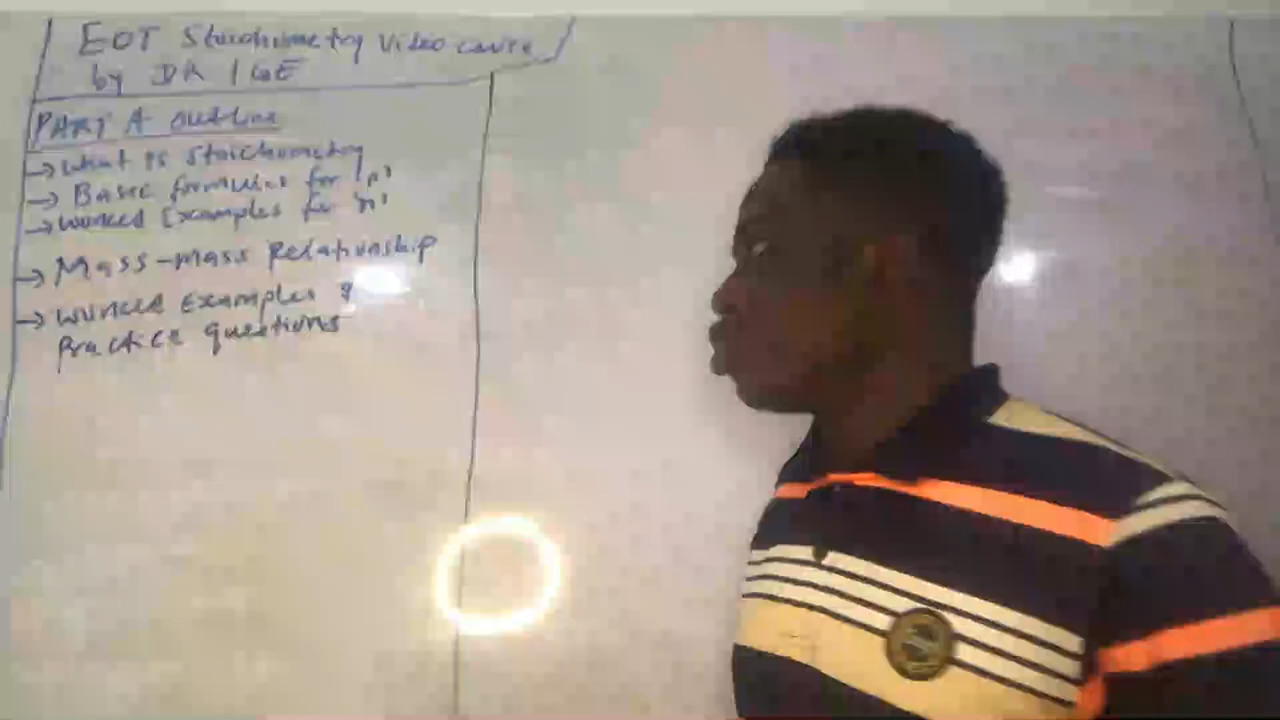 EOT Stoichiometry Video course
by DR IGE
PART A outline
→ What is Stoichiometry
→ Basic formulas for 'n'
→ Worked Examples for 'n'
→ Mass-mass Relationship
→ Worked Examples &
Practice questions